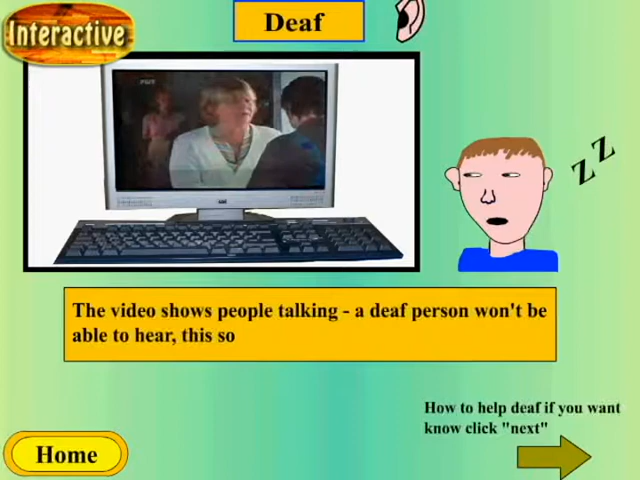 Interactive
Deaf
Z
Z
The video shows people talking - a deaf person won't be
able to hear, this so
How to help deaf if you want
know click "next"
Home